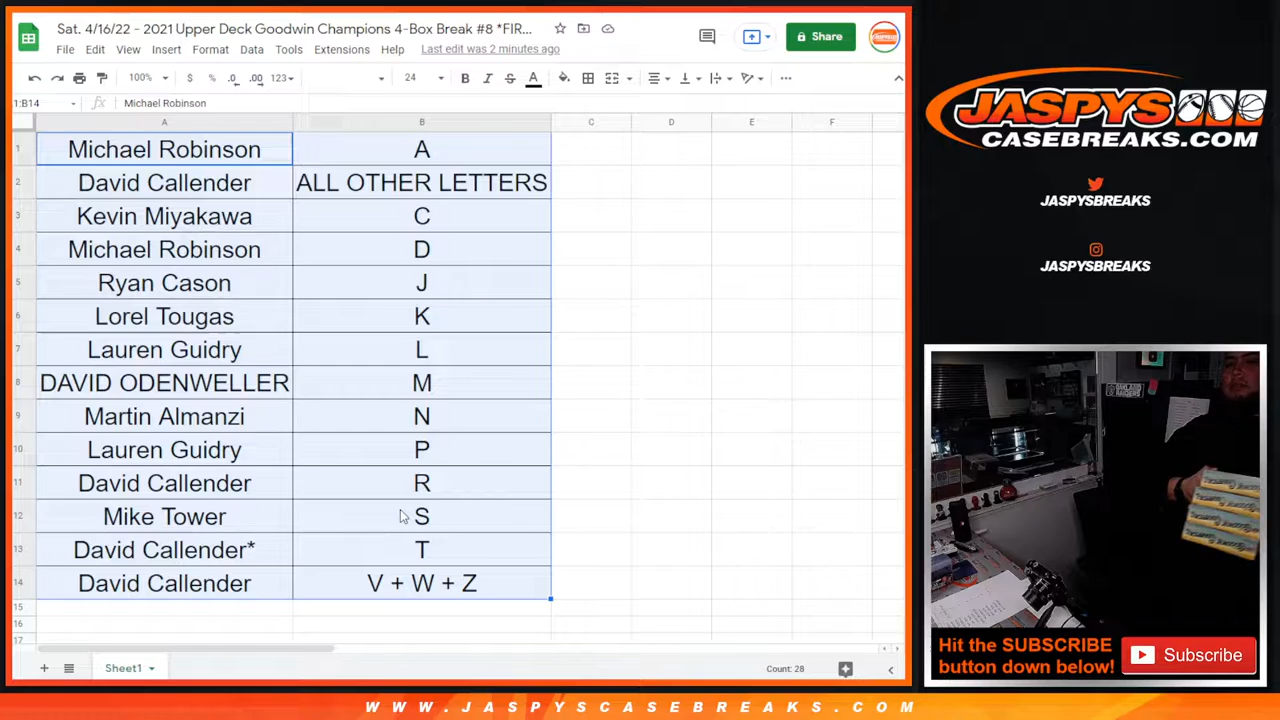 Sat. 4/16/22 - 2021 Upper Deck Goodwin Champions 4-Box Break #8 *FIR...
File Edit View Insert Format Data Tools Extensions Help Last edit was 2 minutes ago
Share
100% $ % .0 .00 123 24 B I S A
1:B14 fx Michael Robinson
A B C D E F
1 Michael Robinson A
2 David Callender ALL OTHER LETTERS
3 Kevin Miyakawa C
4 Michael Robinson D
5 Ryan Cason J
6 Lorel Tougas K
7 Lauren Guidry L
8 DAVID ODENWELLER M
9 Martin Almanzi N
10 Lauren Guidry P
11 David Callender R
12 Mike Tower S
13 David Callender* T
14 David Callender V + W + Z
15
16
17
Sheet1 Count: 28
JASPYS
CASEBREAKS.COM
JASPYSBREAKS
JASPYSBREAKS
Hit the SUBSCRIBE
button down below!
Subscribe
WWW.JASPYSCASEBREAKS.COM